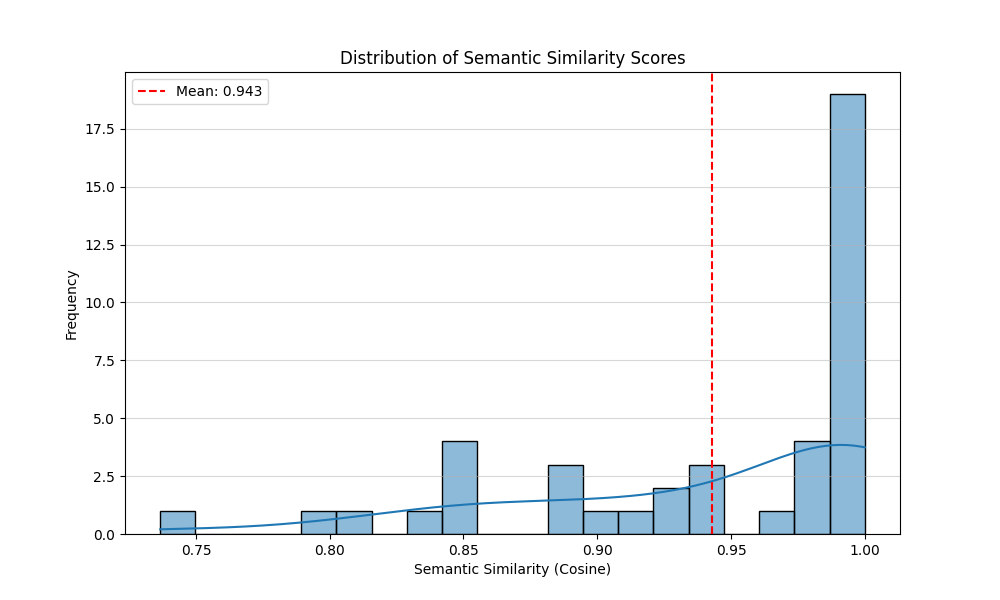 Distribution of Semantic Similarity Scores
Mean: 0.943
17.5
15.0
12.5
10.0
7.5
5.0
2.5
0.0
Frequency
0.75 0.80 0.85 0.90 0.95 1.00
Semantic Similarity (Cosine)